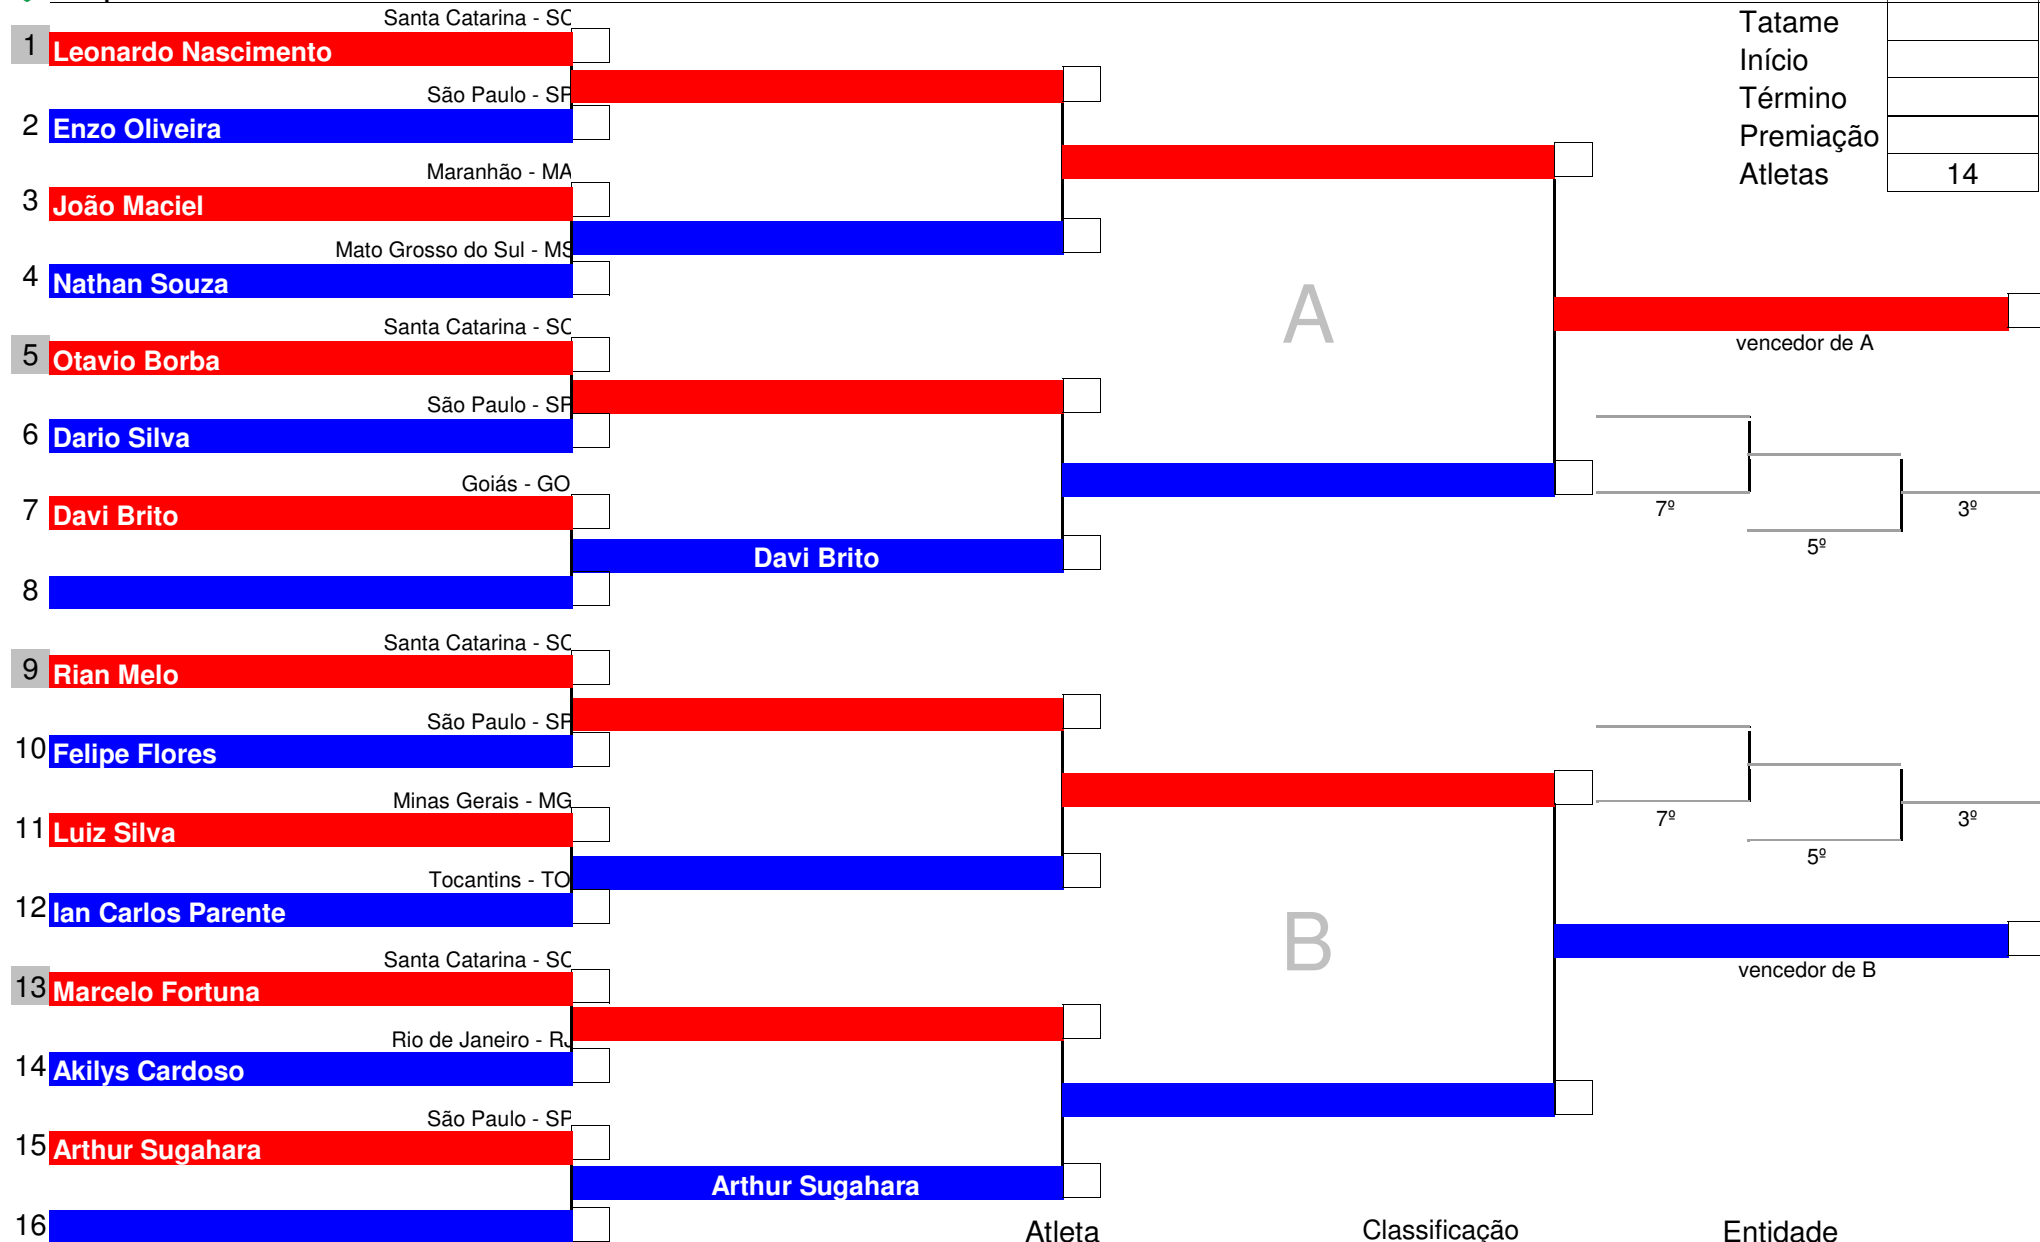 Santa Catarina - SC
1 Leonardo Nascimento
São Paulo - SP
2 Enzo Oliveira
Maranhão - MA
3 João Maciel
Mato Grosso do Sul - MS
4 Nathan Souza
Santa Catarina - SC
5 Otavio Borba
São Paulo - SP
6 Dario Silva
Goiás - GO
7 Davi Brito
Davi Brito
8
Santa Catarina - SC
9 Rian Melo
São Paulo - SP
10 Felipe Flores
Minas Gerais - MG
11 Luiz Silva
Tocantins - TO
12 Ian Carlos Parente
Santa Catarina - SC
13 Marcelo Fortuna
Rio de Janeiro - RJ
14 Akilys Cardoso
São Paulo - SP
15 Arthur Sugahara
Arthur Sugahara
16
A
B
Tatame
Início
Término
Premiação
Atletas 14
vencedor de A
7º
3º
5º
7º
3º
5º
vencedor de B
Atleta Classificação Entidade